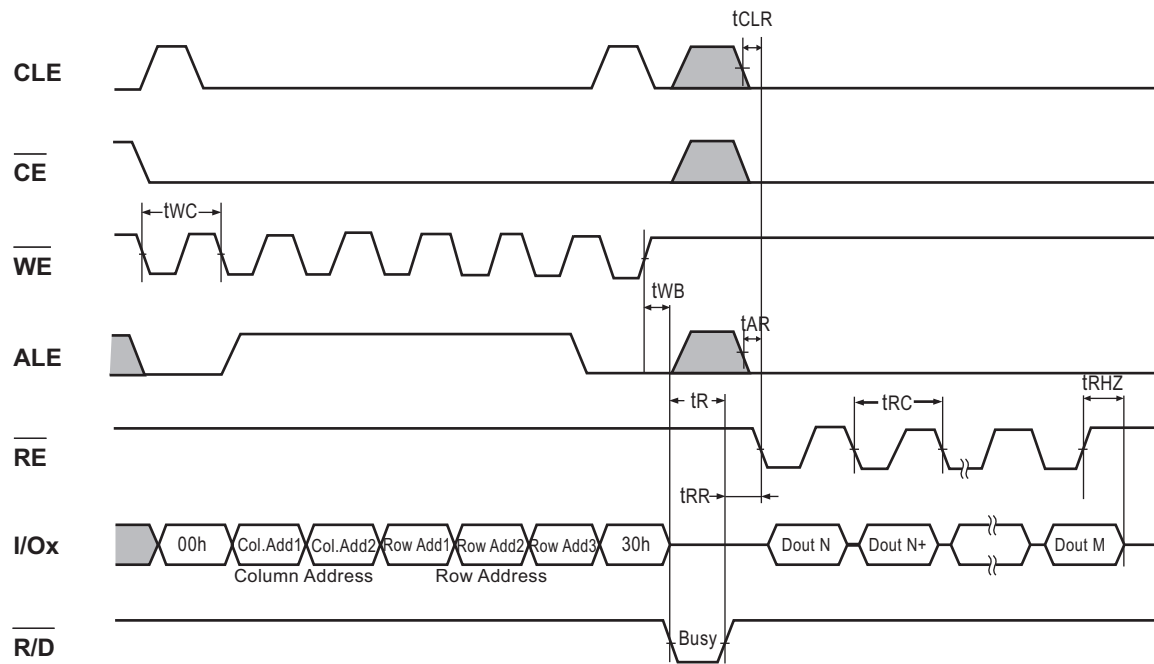 tCLR
CLE
CE
tWC
WE
tWB
tAR
ALE
tR
tRC
tRHZ
RE
tRR
I/Ox
00h Col.Add1 Col.Add2 Row Add1 Row Add2 Row Add3 30h Dout N Dout N+ Dout M
Column Address Row Address
R/D
Busy